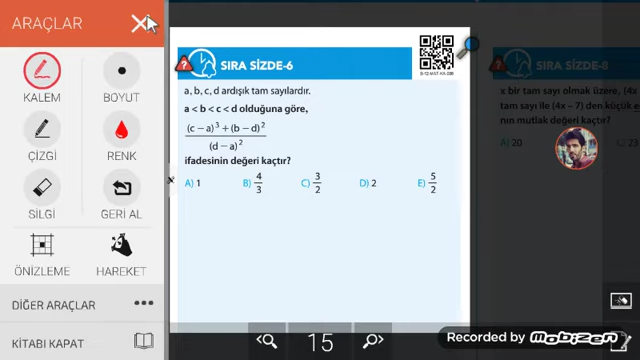 ARAÇLAR
KALEM
BOYUT
ÇİZGİ
RENK
SİLGİ
GERİ AL
ÖNİZLEME
HAREKET
DİĞER ARAÇLAR
KİTABI KAPAT
SIRA SİZDE-6
a, b, c, d ardışık tam sayılardır.
a < b < c < d olduğuna göre,
(c – a)³ + (b – d)²
(d – a)²
ifadesinin değeri kaçtır?
A) 1 B) 4/3 C) 3/2 D) 2 E) 5/2
15
SIRA SİZDE-8
x bir tam sayı olmak üzere, (4x
tam sayı ile (4x – 7) den küçük e
nın mutlak değeri kaçtır?
A) 20
C) 23
Recorded by Mobizen